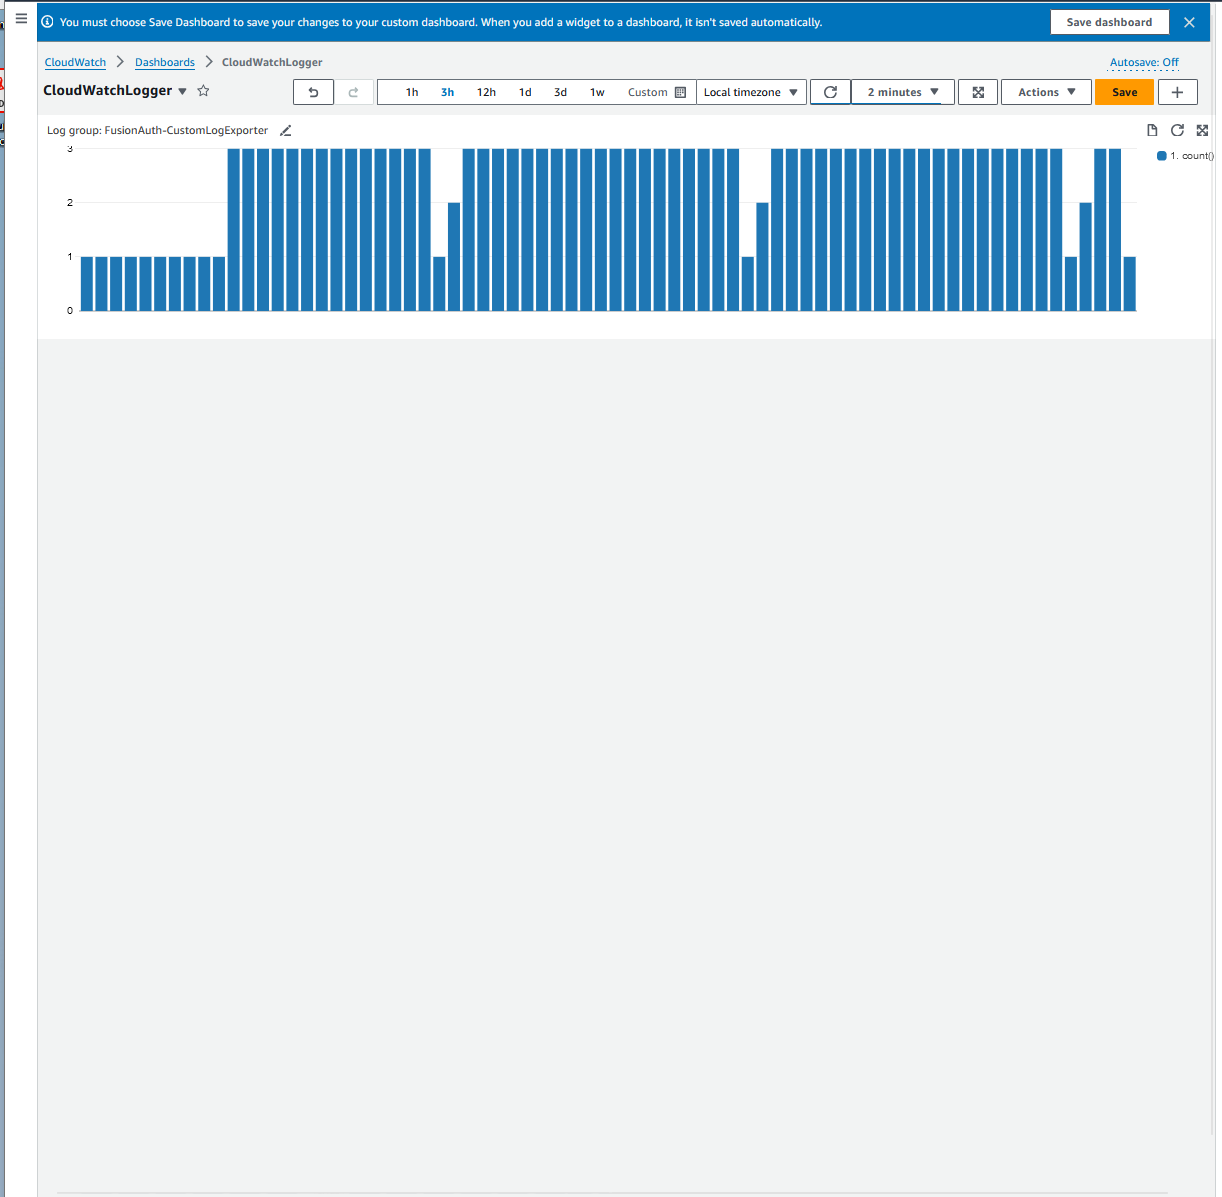 You must choose Save Dashboard to save your changes to your custom dashboard. When you add a widget to a dashboard, it isn't saved automatically.
Save dashboard
CloudWatch
Dashboards
CloudWatchLogger
Autosave: Off
CloudWatchLogger
1h 3h 12h 1d 3d 1w Custom
Local timezone
2 minutes
Actions
Save
Log group: FusionAuth-CustomLogExporter
3
2
1
0
1. count()